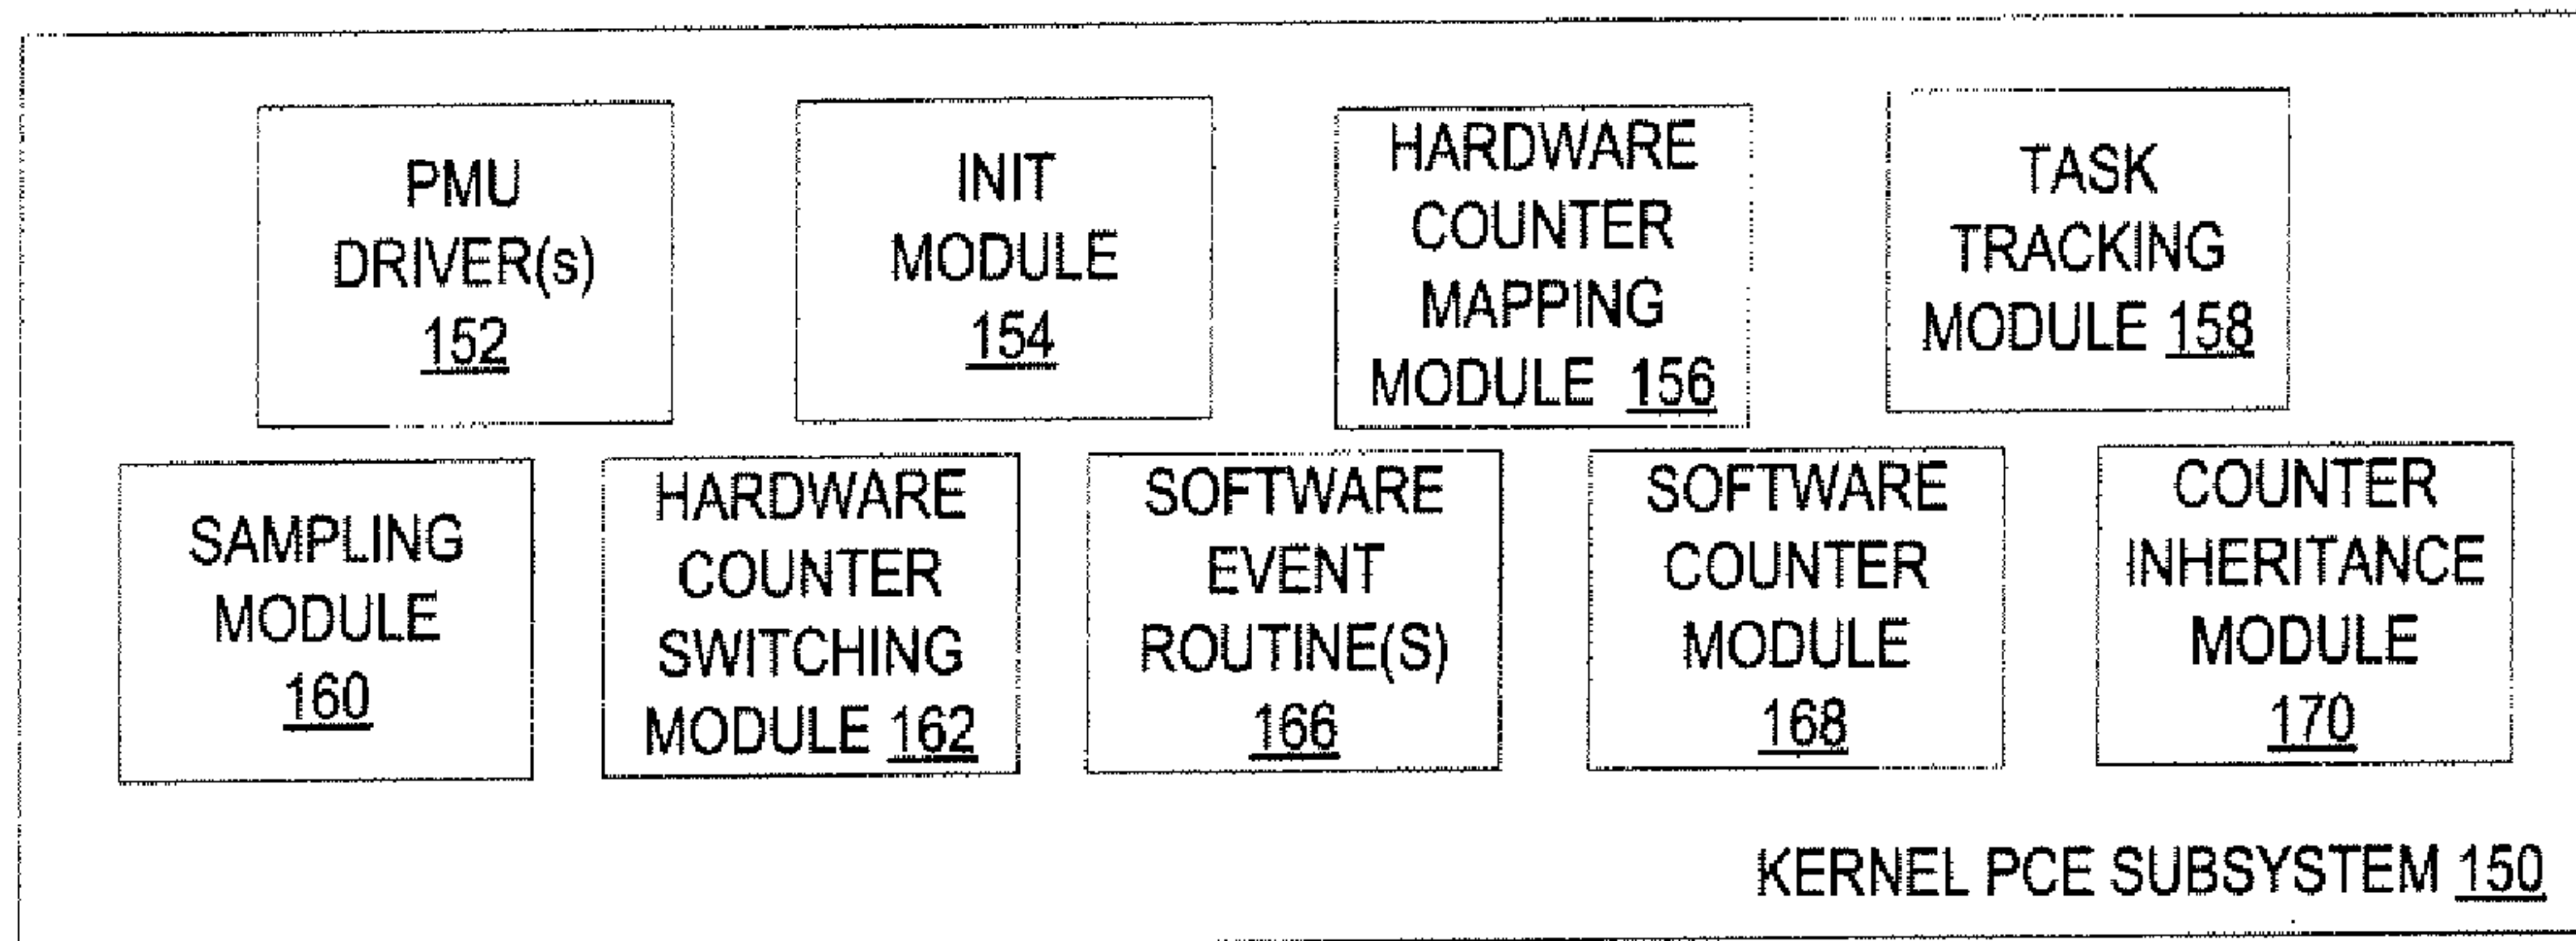 PMU
DRIVER(s)
152
INIT
MODULE
154
HARDWARE
COUNTER
MAPPING
MODULE 156
TASK
TRACKING
MODULE 158
SAMPLING
MODULE
160
HARDWARE
COUNTER
SWITCHING
MODULE 162
SOFTWARE
EVENT
ROUTINE(S)
166
SOFTWARE
COUNTER
MODULE
168
COUNTER
INHERITANCE
MODULE
170
KERNEL PCE SUBSYSTEM 150